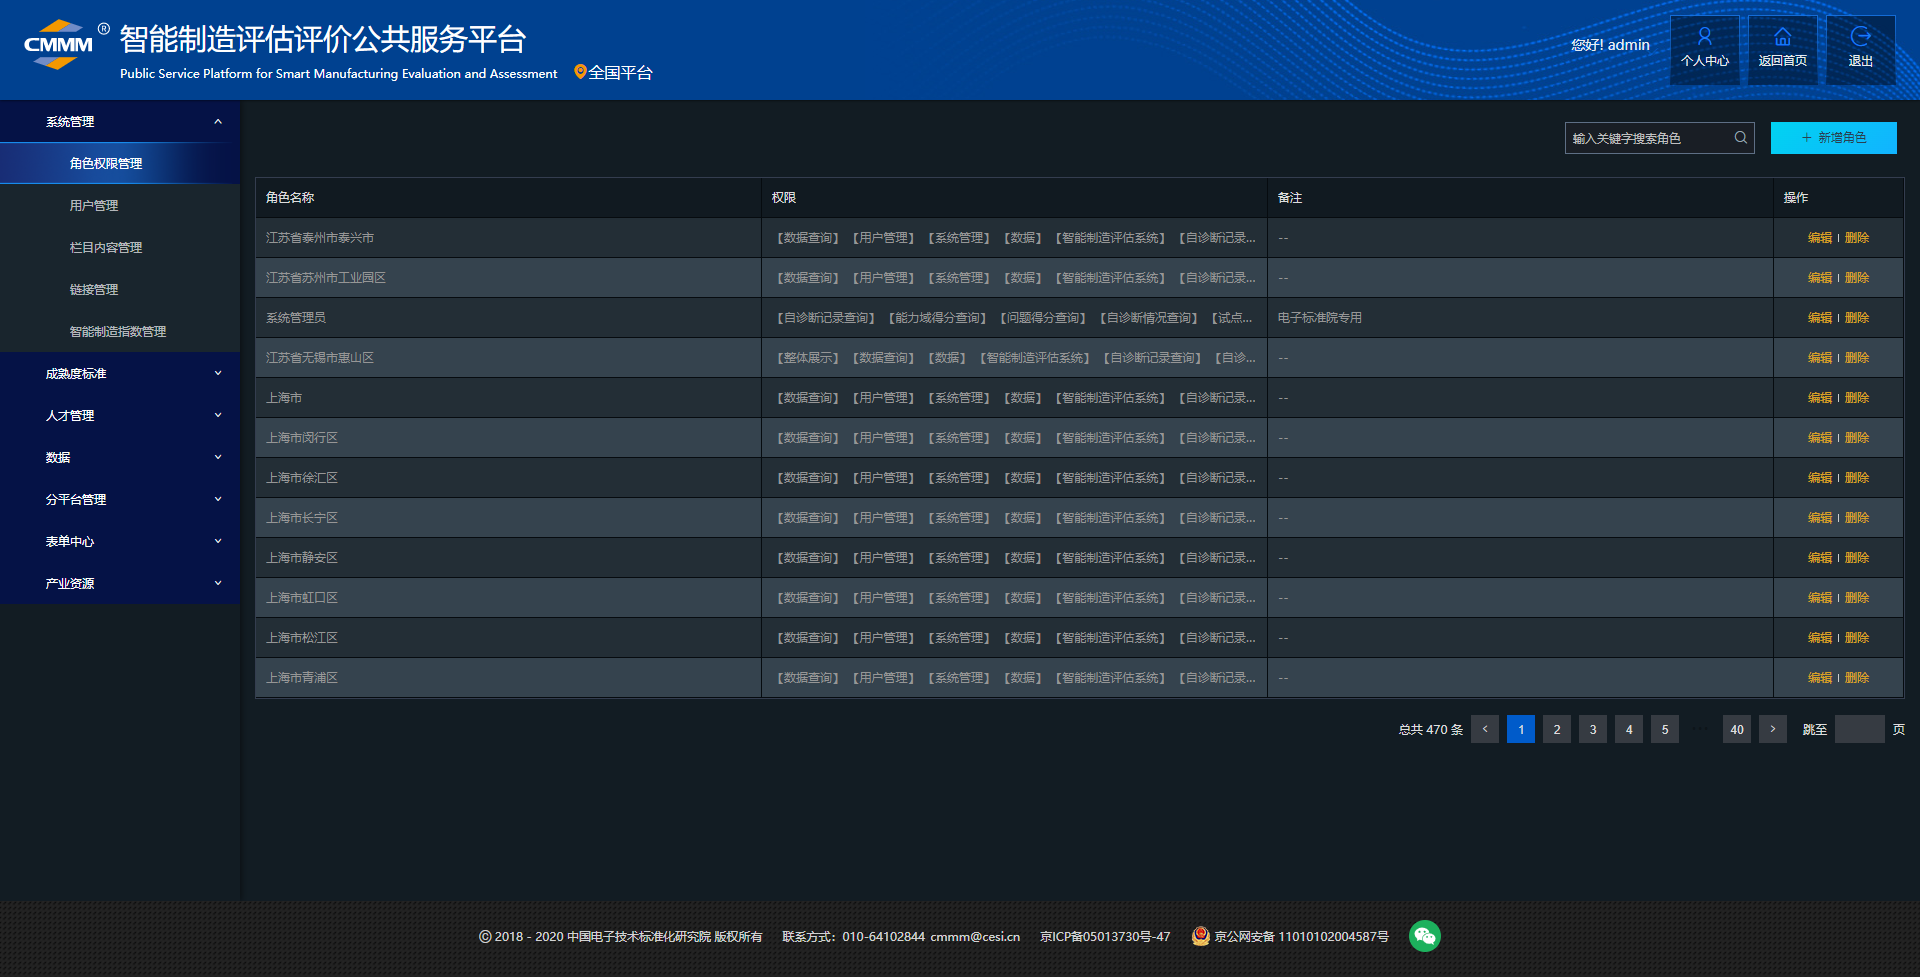 CMMM ® 智能制造评估评价公共服务平台
Public Service Platform for Smart Manufacturing Evaluation and Assessment 全国平台
您好! admin 个人中心 返回首页 退出
系统管理
角色权限管理
用户管理
栏目内容管理
链接管理
智能制造指数管理
成熟度标准
人才管理
数据
分平台管理
表单中心
产业资源
输入关键字搜索角色 + 新增角色
角色名称 权限 备注 操作
江苏省泰州市泰兴市 【数据查询】 【用户管理】 【系统管理】 【数据】 【智能制造评估系统】 【自诊断记录... -- 编辑 | 删除
江苏省苏州市工业园区 【数据查询】 【用户管理】 【系统管理】 【数据】 【智能制造评估系统】 【自诊断记录... -- 编辑 | 删除
系统管理员 【自诊断记录查询】 【能力域得分查询】 【问题得分查询】 【自诊断情况查询】 【试点... 电子标准院专用 编辑 | 删除
江苏省无锡市惠山区 【整体展示】 【数据查询】 【数据】 【智能制造评估系统】 【自诊断记录查询】 【自诊... -- 编辑 | 删除
上海市 【数据查询】 【用户管理】 【系统管理】 【数据】 【智能制造评估系统】 【自诊断记录... -- 编辑 | 删除
上海市闵行区 【数据查询】 【用户管理】 【系统管理】 【数据】 【智能制造评估系统】 【自诊断记录... -- 编辑 | 删除
上海市徐汇区 【数据查询】 【用户管理】 【系统管理】 【数据】 【智能制造评估系统】 【自诊断记录... -- 编辑 | 删除
上海市长宁区 【数据查询】 【用户管理】 【系统管理】 【数据】 【智能制造评估系统】 【自诊断记录... -- 编辑 | 删除
上海市静安区 【数据查询】 【用户管理】 【系统管理】 【数据】 【智能制造评估系统】 【自诊断记录... -- 编辑 | 删除
上海市虹口区 【数据查询】 【用户管理】 【系统管理】 【数据】 【智能制造评估系统】 【自诊断记录... -- 编辑 | 删除
上海市松江区 【数据查询】 【用户管理】 【系统管理】 【数据】 【智能制造评估系统】 【自诊断记录... -- 编辑 | 删除
上海市青浦区 【数据查询】 【用户管理】 【系统管理】 【数据】 【智能制造评估系统】 【自诊断记录... -- 编辑 | 删除
总共 470 条 < 1 2 3 4 5 ··· 40 > 跳至 页
© 2018 - 2020 中国电子技术标准化研究院 版权所有 联系方式：010-64102844 cmmm@cesi.cn 京ICP备05013730号-47 京公网安备 11010102004587号